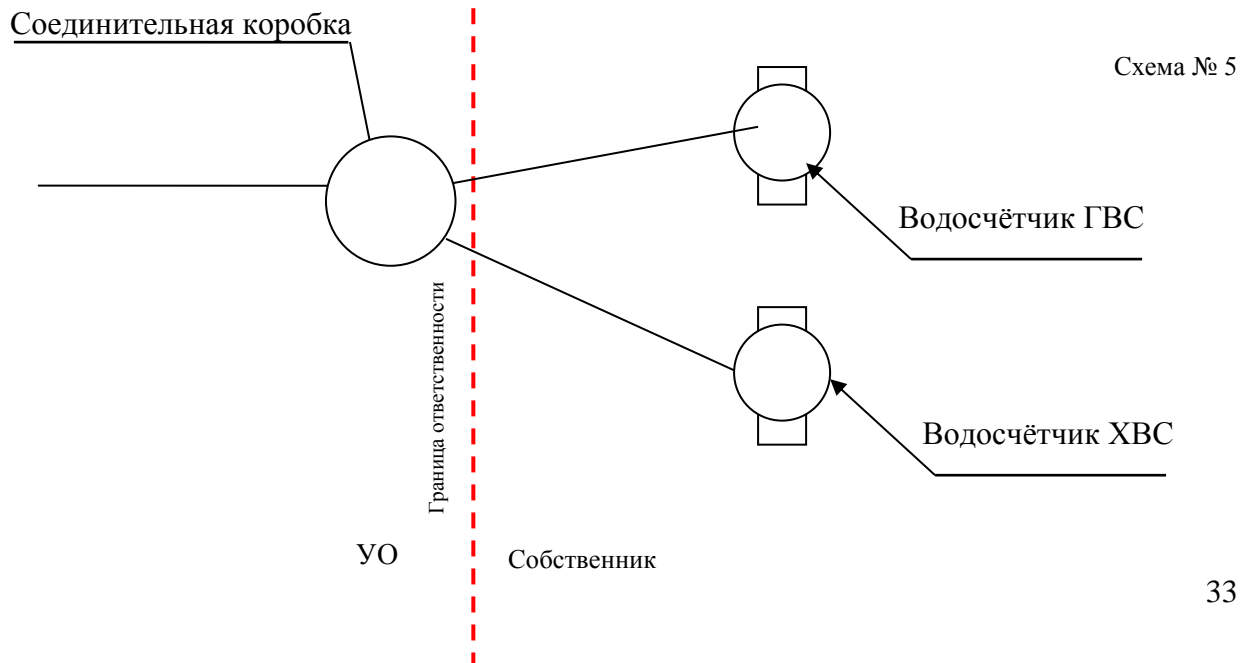 Соединительная коробка
Схема № 5
Водосчётчик ГВС
Граница ответственности
Водосчётчик ХВС
УО
Собственник
33